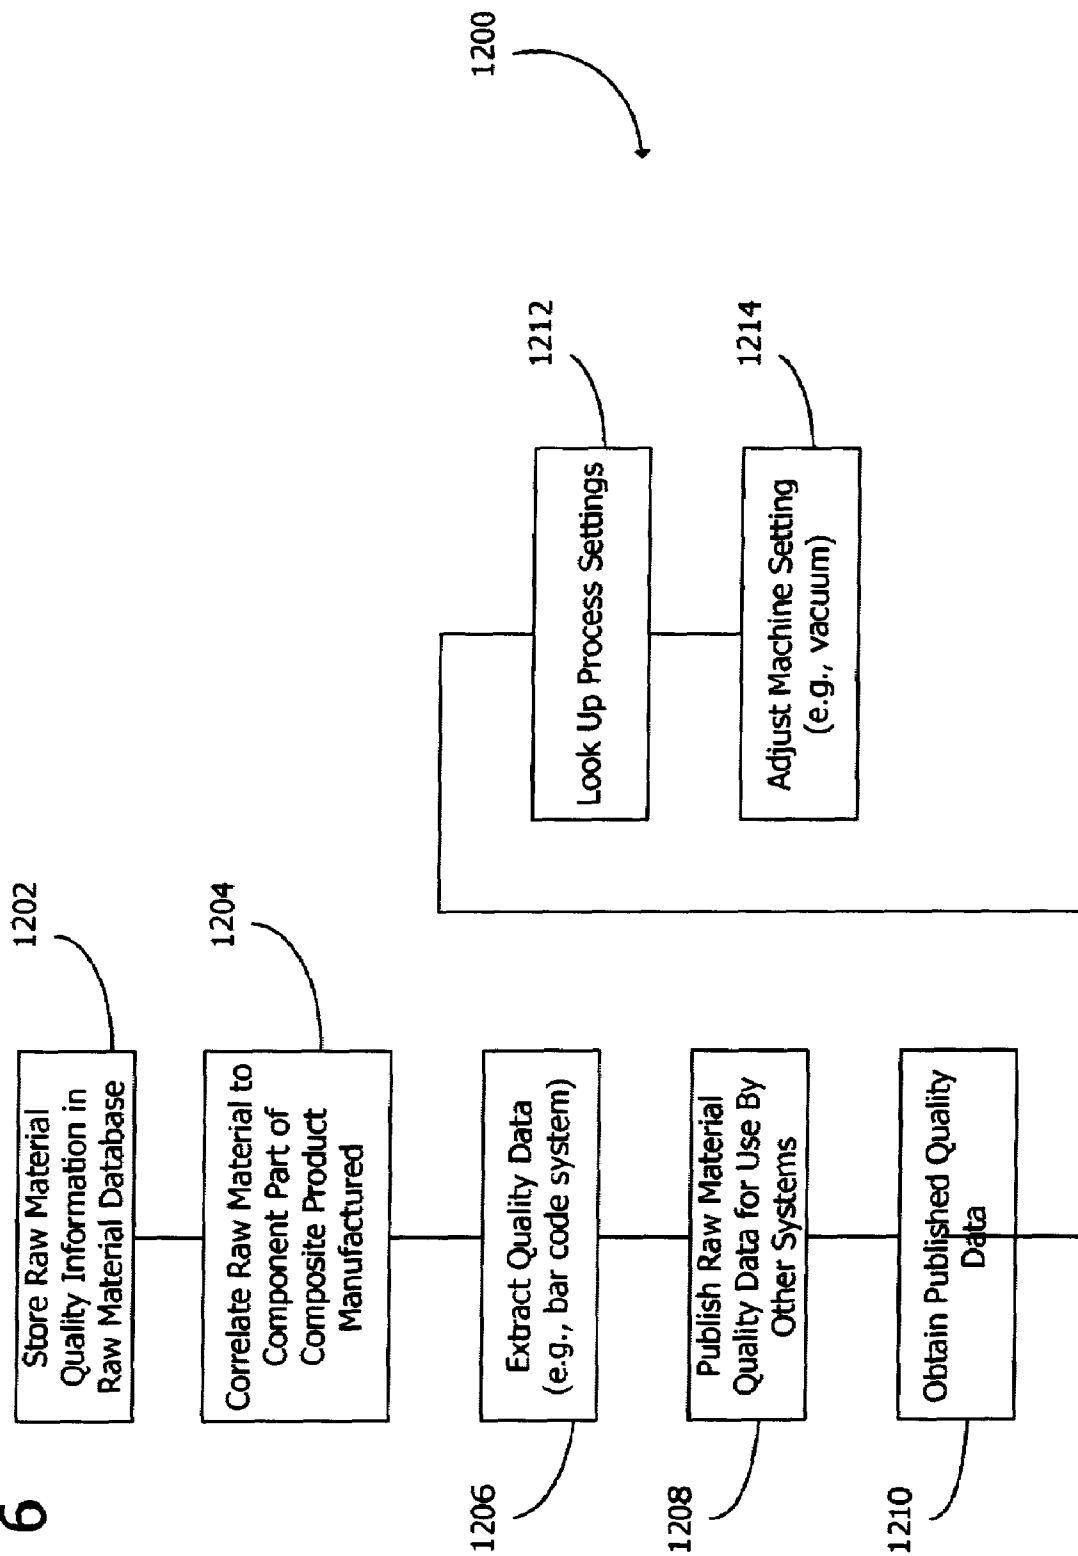 6
1200
1202
Store Raw Material
Quality Information in
Raw Material Database
1204
Correlate Raw Material to
Component Part of
Composite Product
Manufactured
1206
Extract Quality Data
(e.g., bar code system)
1208
Publish Raw Material
Quality Data for Use By
Other Systems
1210
Obtain Published Quality
Data
1212
Look Up Process Settings
1214
Adjust Machine Setting
(e.g., vacuum)